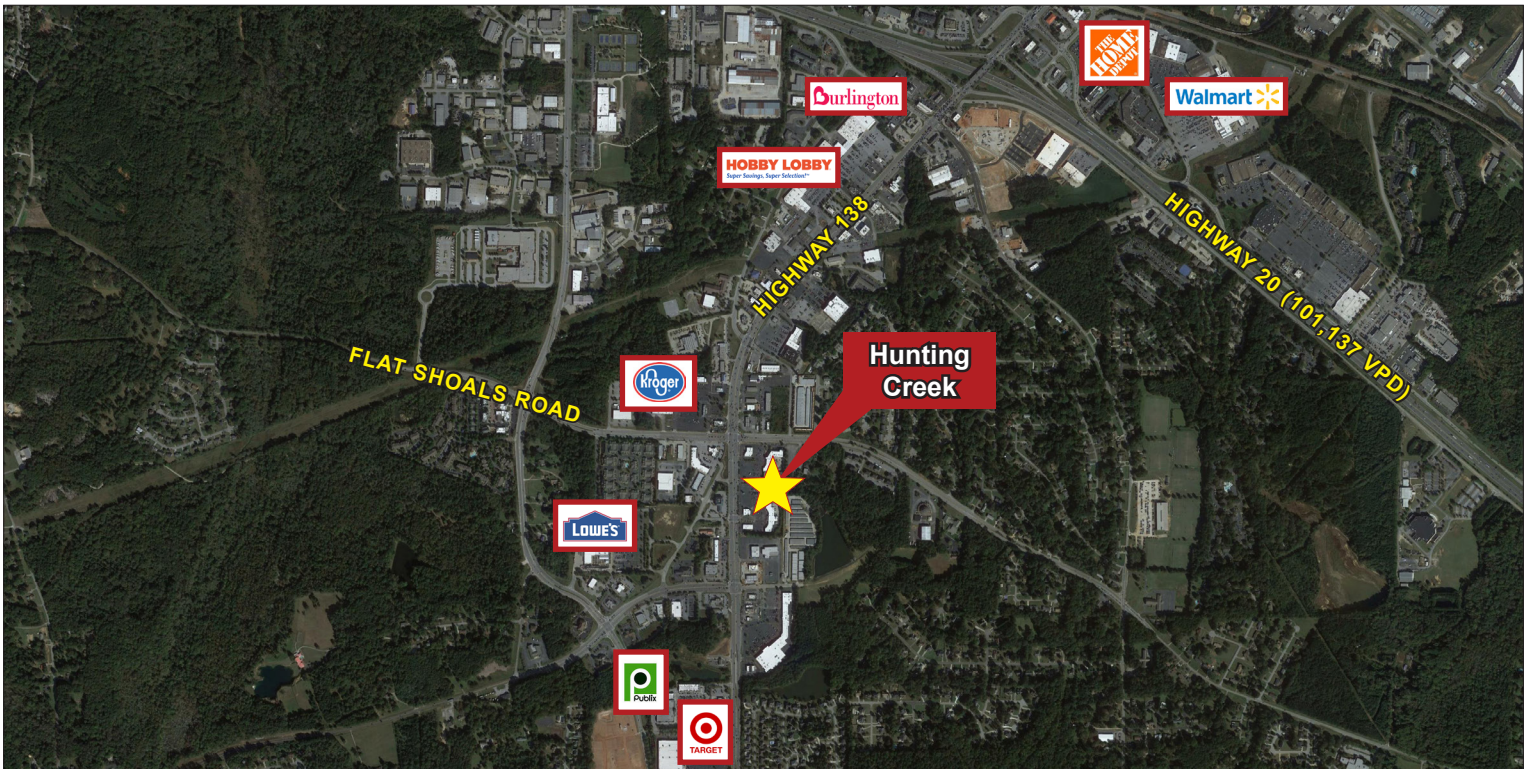 THE
HOME
DEPOT
Burlington
Walmart
HOBBY LOBBY
Super Savings, Super Selection!™
HIGHWAY 138
HIGHWAY 20 (101,137 VPD)
Hunting
Creek
FLAT SHOALS ROAD
Kroger
LOWE'S
Publix
TARGET